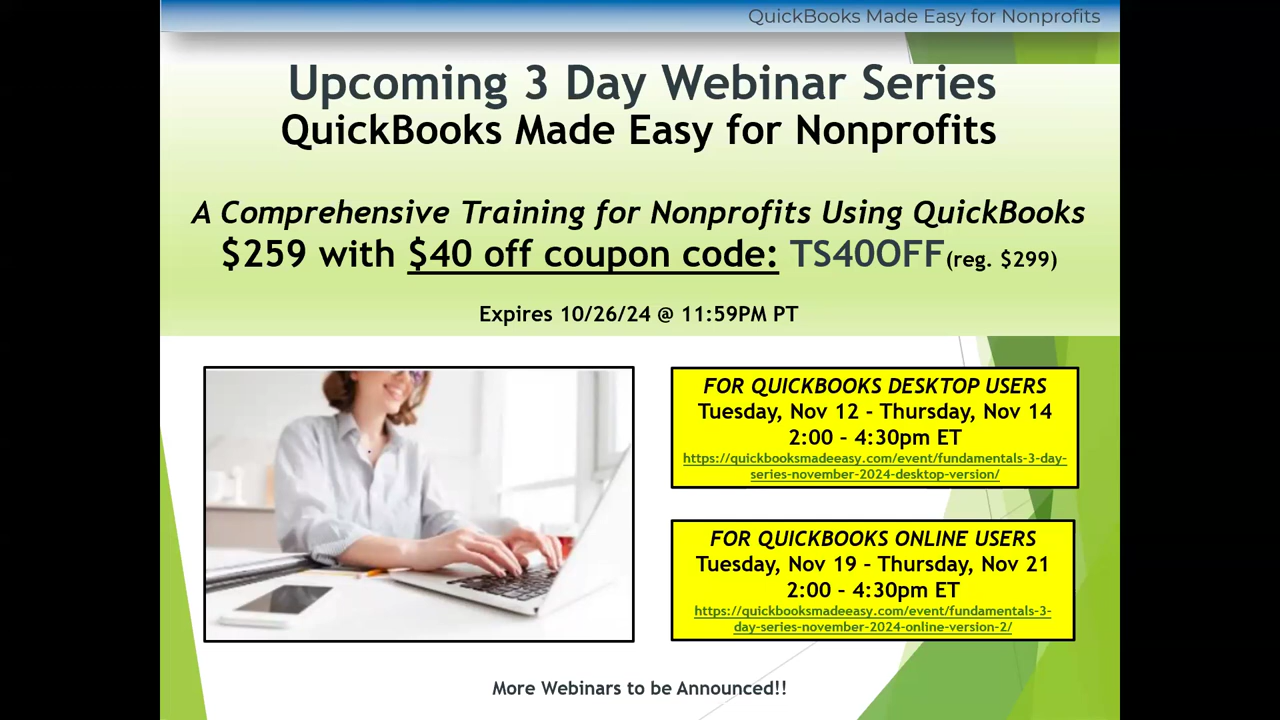 QuickBooks Made Easy for Nonprofits
Upcoming 3 Day Webinar Series
QuickBooks Made Easy for Nonprofits
A Comprehensive Training for Nonprofits Using QuickBooks
$259 with $40 off coupon code: TS40OFF(reg. $299)
Expires 10/26/24 @ 11:59PM PT
FOR QUICKBOOKS DESKTOP USERS
Tuesday, Nov 12 - Thursday, Nov 14
2:00 – 4:30pm ET
https://quickbooksmadeeasy.com/event/fundamentals-3-day-
series-november-2024-desktop-version/
FOR QUICKBOOKS ONLINE USERS
Tuesday, Nov 19 – Thursday, Nov 21
2:00 – 4:30pm ET
https://quickbooksmadeeasy.com/event/fundamentals-3-
day-series-november-2024-online-version-2/
More Webinars to be Announced!!